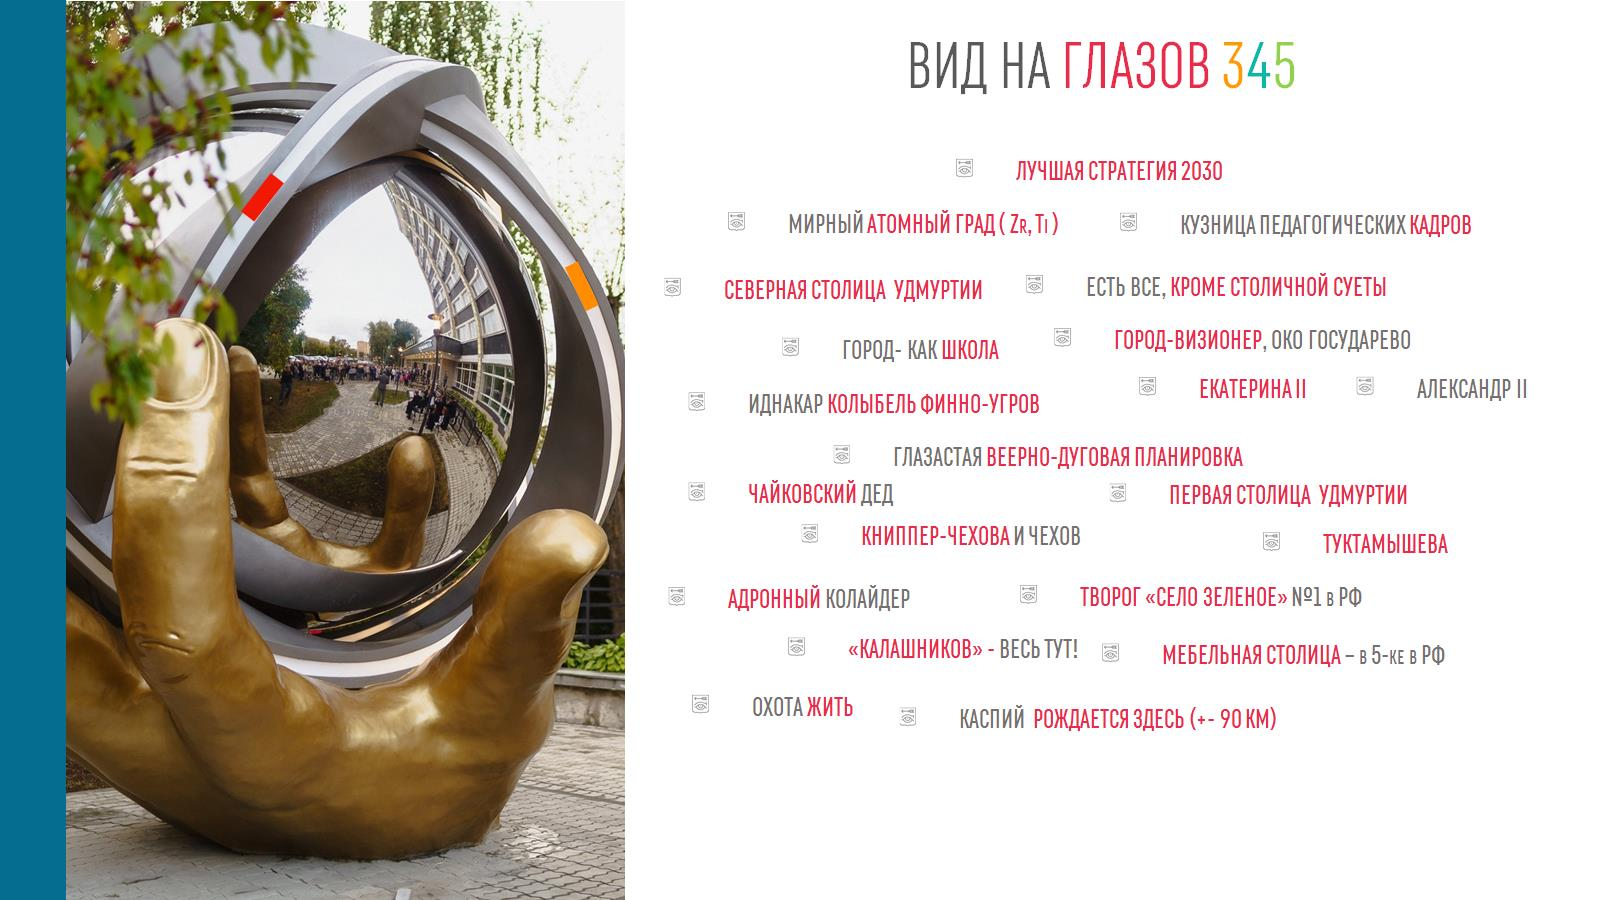 ВИД НА ГЛАЗОВ 345
ЛУЧШАЯ СТРАТЕГИЯ 2030
МИРНЫЙ АТОМНЫЙ ГРАД ( ZR, TI )
КУЗНИЦА ПЕДАГОГИЧЕСКИХ КАДРОВ
СЕВЕРНАЯ СТОЛИЦА УДМУРТИИ
ЕСТЬ ВСЕ, КРОМЕ СТОЛИЧНОЙ СУЕТЫ
ГОРОД- КАК ШКОЛА
ГОРОД-ВИЗИОНЕР, ОКО ГОСУДАРЕВО
ЕКАТЕРИНА II
АЛЕКСАНДР II
ИДНАКАР КОЛЫБЕЛЬ ФИННО-УГРОВ
ГЛАЗАСТАЯ ВЕЕРНО-ДУГОВАЯ ПЛАНИРОВКА
ЧАЙКОВСКИЙ ДЕД
ПЕРВАЯ СТОЛИЦА УДМУРТИИ
КНИППЕР-ЧЕХОВА И ЧЕХОВ
ТУКТАМЫШЕВА
АДРОННЫЙ КОЛАЙДЕР
ТВОРОГ «СЕЛО ЗЕЛЕНОЕ» №1 В РФ
«КАЛАШНИКОВ» - ВЕСЬ ТУТ!
МЕБЕЛЬНАЯ СТОЛИЦА – В 5-КЕ В РФ
ОХОТА ЖИТЬ
КАСПИЙ РОЖДАЕТСЯ ЗДЕСЬ (+- 90 КМ)